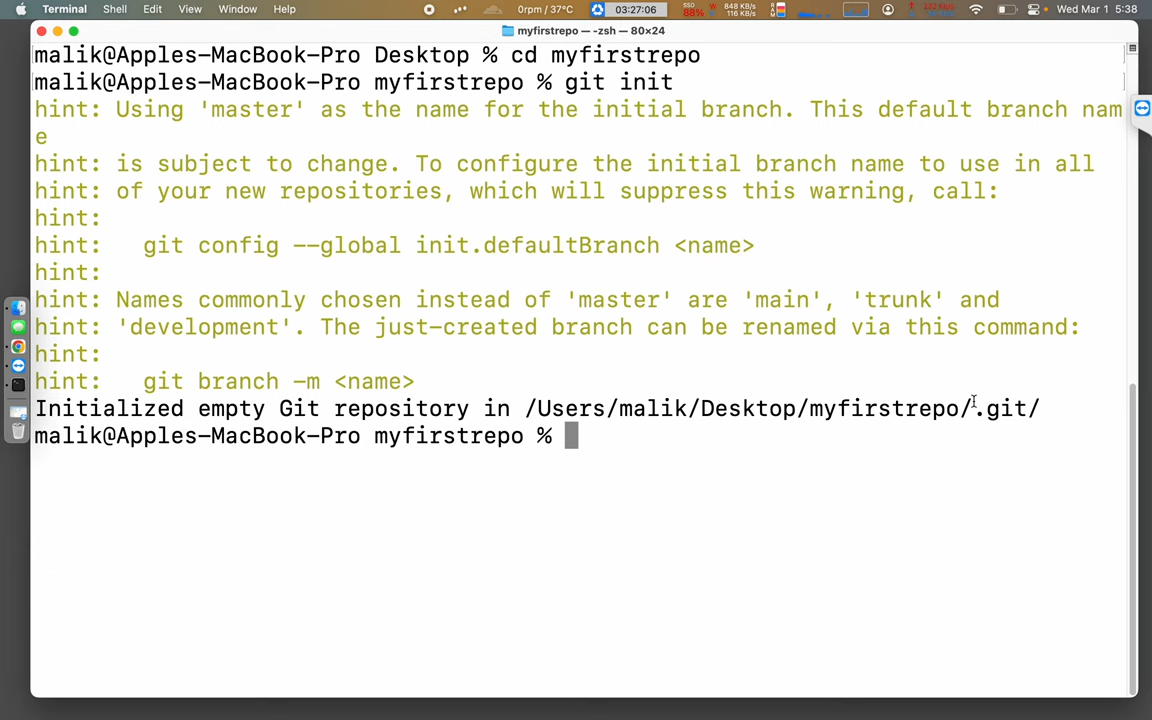 Terminal Shell Edit View Window Help 0rpm / 37°C 03:27:06 SSD 88% W R 848 KB/s 116 KB/s Wed Mar 1 5:38
myfirstrepo — -zsh — 80×24
malik@Apples-MacBook-Pro Desktop % cd myfirstrepo
malik@Apples-MacBook-Pro myfirstrepo % git init
hint: Using 'master' as the name for the initial branch. This default branch nam
e
hint: is subject to change. To configure the initial branch name to use in all
hint: of your new repositories, which will suppress this warning, call:
hint:
hint:   git config --global init.defaultBranch <name>
hint:
hint: Names commonly chosen instead of 'master' are 'main', 'trunk' and
hint: 'development'. The just-created branch can be renamed via this command:
hint:
hint:   git branch -m <name>
Initialized empty Git repository in /Users/malik/Desktop/myfirstrepo/.git/
malik@Apples-MacBook-Pro myfirstrepo %